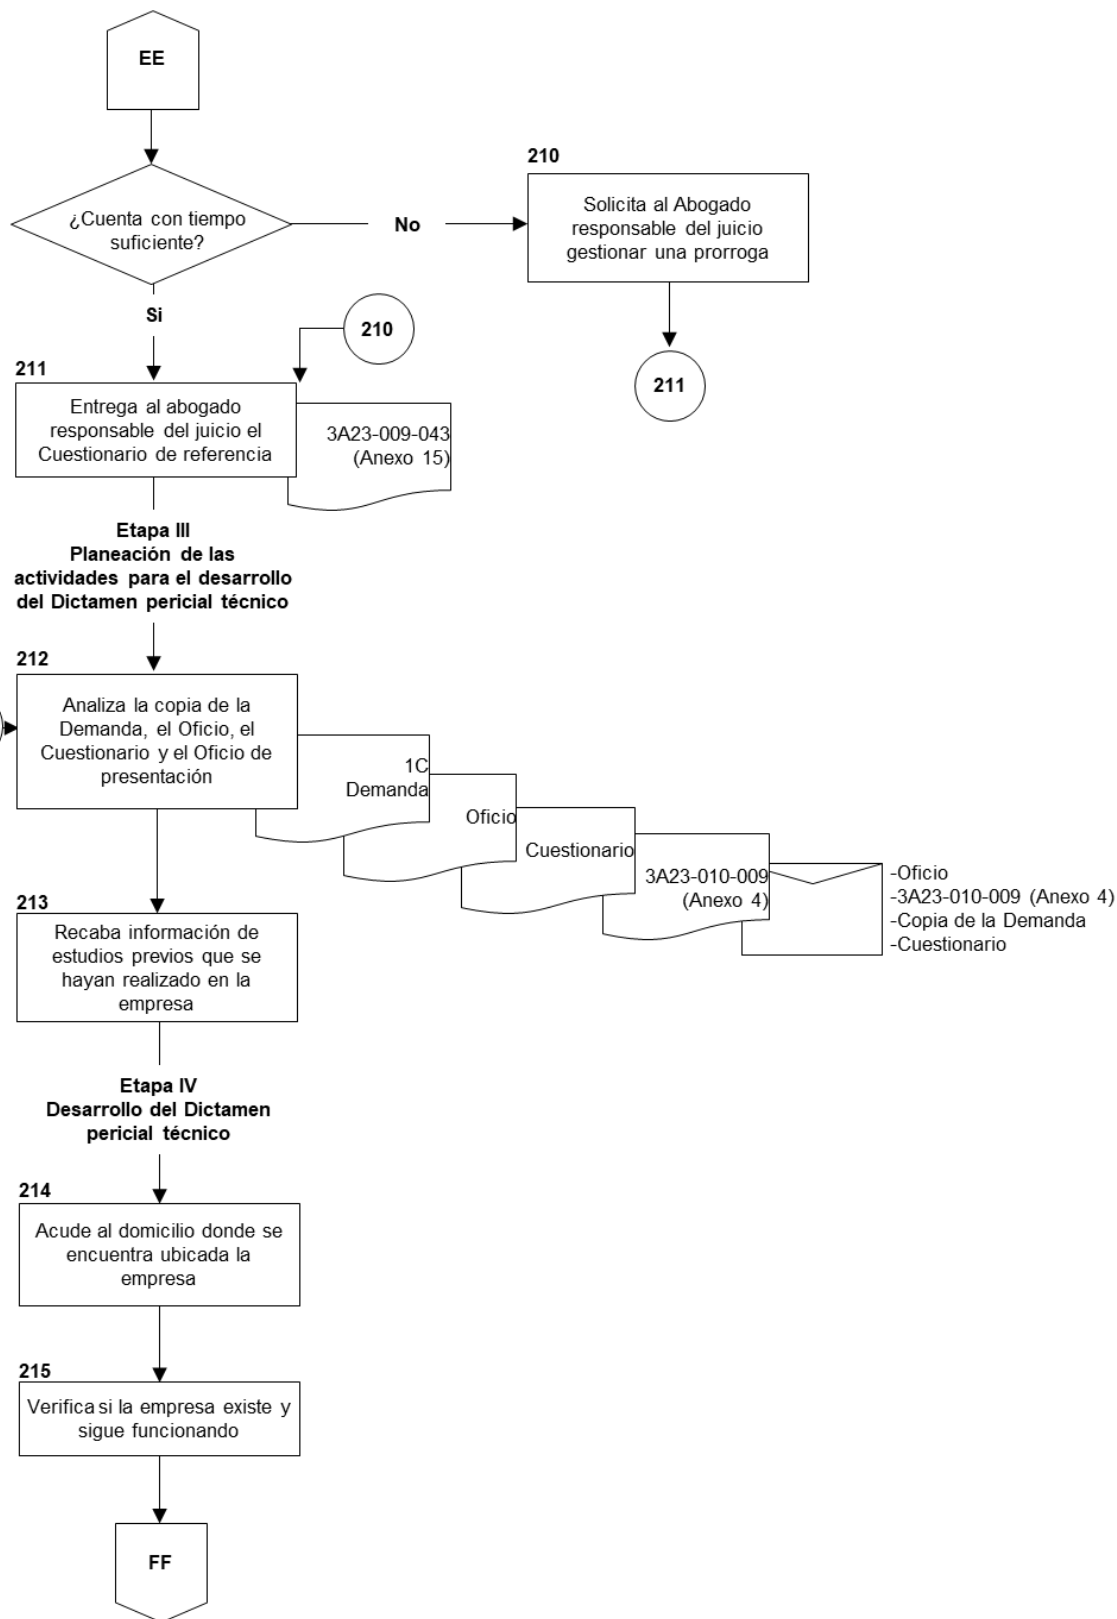 EE
¿Cuenta con tiempo
suficiente?
No
210
Solicita al Abogado
responsable del juicio
gestionar una prorroga
211
Si
210
211
Entrega al abogado
responsable del juicio el
Cuestionario de referencia
3A23-009-043
(Anexo 15)
Etapa III
Planeación de las
actividades para el desarrollo
del Dictamen pericial técnico
212
Analiza la copia de la
Demanda, el Oficio, el
Cuestionario y el Oficio de
presentación
1C
Demanda
Oficio
Cuestionario
3A23-010-009
(Anexo 4)
-Oficio
-3A23-010-009 (Anexo 4)
-Copia de la Demanda
-Cuestionario
213
Recaba información de
estudios previos que se
hayan realizado en la
empresa
Etapa IV
Desarrollo del Dictamen
pericial técnico
214
Acude al domicilio donde se
encuentra ubicada la
empresa
215
Verifica si la empresa existe y
sigue funcionando
FF